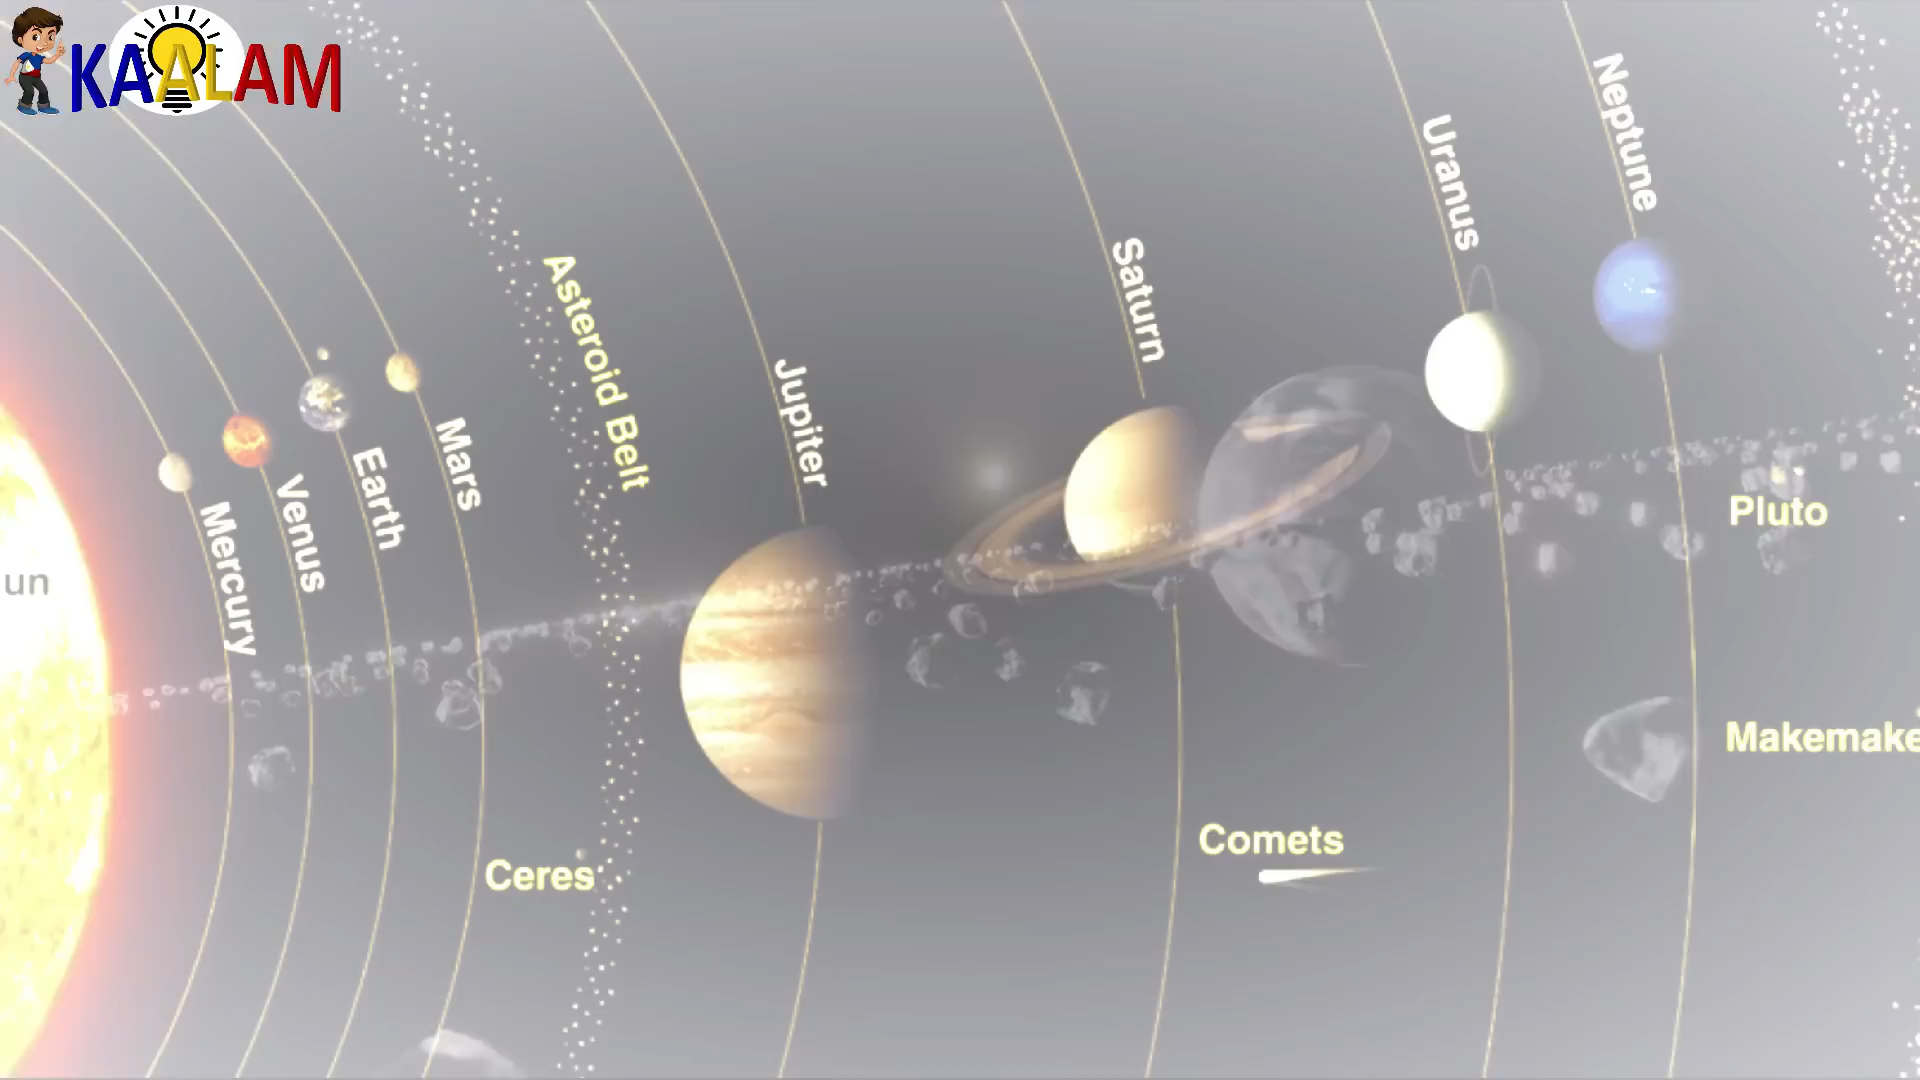 KAALAM
un
Mercury
Venus
Earth
Mars
Asteroid Belt
Ceres
Jupiter
Saturn
Comets
Uranus
Neptune
Pluto
Makemake